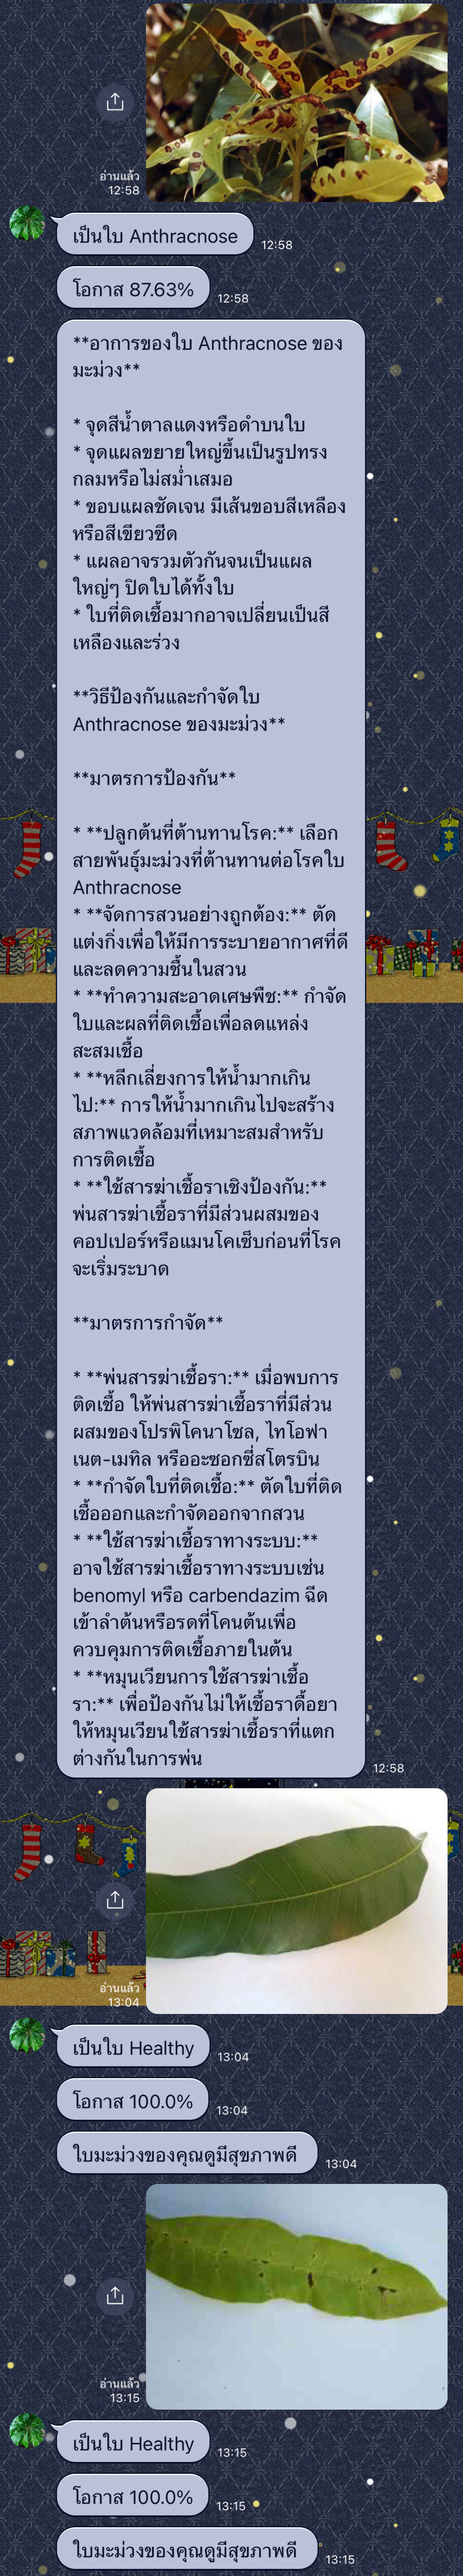 อ่านแล้ว
12:58
เป็นใบ Anthracnose
12:58
โอกาส 87.63%
12:58
**อาการของใบ Anthracnose ของ
มะม่วง**
* จุดสีน้ำตาลแดงหรือดำบนใบ
* จุดแผลขยายใหญ่ขึ้นเป็นรูปทรง
กลมหรือไม่สม่ำเสมอ
* ขอบแผลชัดเจน มีเส้นขอบสีเหลือง
หรือสีเขียวซีด
* แผลอาจรวมตัวกันจนเป็นแผล
ใหญ่ๆ ปิดใบได้ทั้งใบ
* ใบที่ติดเชื้อมากอาจเปลี่ยนเป็นสี
เหลืองและร่วง
**วิธีป้องกันและกำจัดใบ
Anthracnose ของมะม่วง**
**มาตรการป้องกัน**
* **ปลูกต้นที่ต้านทานโรค:** เลือก
สายพันธุ์มะม่วงที่ต้านทานต่อโรคใบ
Anthracnose
* **จัดการสวนอย่างถูกต้อง:** ตัด
แต่งกิ่งเพื่อให้มีการระบายอากาศที่ดี
และลดความชื้นในสวน
* **ทำความสะอาดเศษพืช:** กำจัด
ใบและผลที่ติดเชื้อเพื่อลดแหล่ง
สะสมเชื้อ
* **หลีกเลี่ยงการให้น้ำมากเกิน
ไป:** การให้น้ำมากเกินไปจะสร้าง
สภาพแวดล้อมที่เหมาะสมสำหรับ
การติดเชื้อ
* **ใช้สารฆ่าเชื้อราเชิงป้องกัน:**
พ่นสารฆ่าเชื้อราที่มีส่วนผสมของ
คอปเปอร์หรือแมนโคเซ็บก่อนที่โรค
จะเริ่มระบาด
**มาตรการกำจัด**
* **พ่นสารฆ่าเชื้อรา:** เมื่อพบการ
ติดเชื้อ ให้พ่นสารฆ่าเชื้อราที่มีส่วน
ผสมของโปรพิโคนาโซล, ไทโอฟา
เนต-เมทิล หรืออะซอกซี่สโตรบิน
* **กำจัดใบที่ติดเชื้อ:** ตัดใบที่ติด
เชื้อออกและกำจัดออกจากสวน
* **ใช้สารฆ่าเชื้อราทางระบบ:**
อาจใช้สารฆ่าเชื้อราทางระบบเช่น
benomyl หรือ carbendazim ฉีด
เข้าลำต้นหรือรดที่โคนต้นเพื่อ
ควบคุมการติดเชื้อภายในต้น
* **หมุนเวียนการใช้สารฆ่าเชื้อ
รา:** เพื่อป้องกันไม่ให้เชื้อราดื้อยา
ให้หมุนเวียนใช้สารฆ่าเชื้อราที่แตก
ต่างกันในการพ่น
12:58
อ่านแล้ว
13:04
เป็นใบ Healthy
13:04
โอกาส 100.0%
13:04
ใบมะม่วงของคุณดูมีสุขภาพดี
13:04
อ่านแล้ว
13:15
เป็นใบ Healthy
13:15
โอกาส 100.0%
13:15
ใบมะม่วงของคุณดูมีสุขภาพดี
13:15